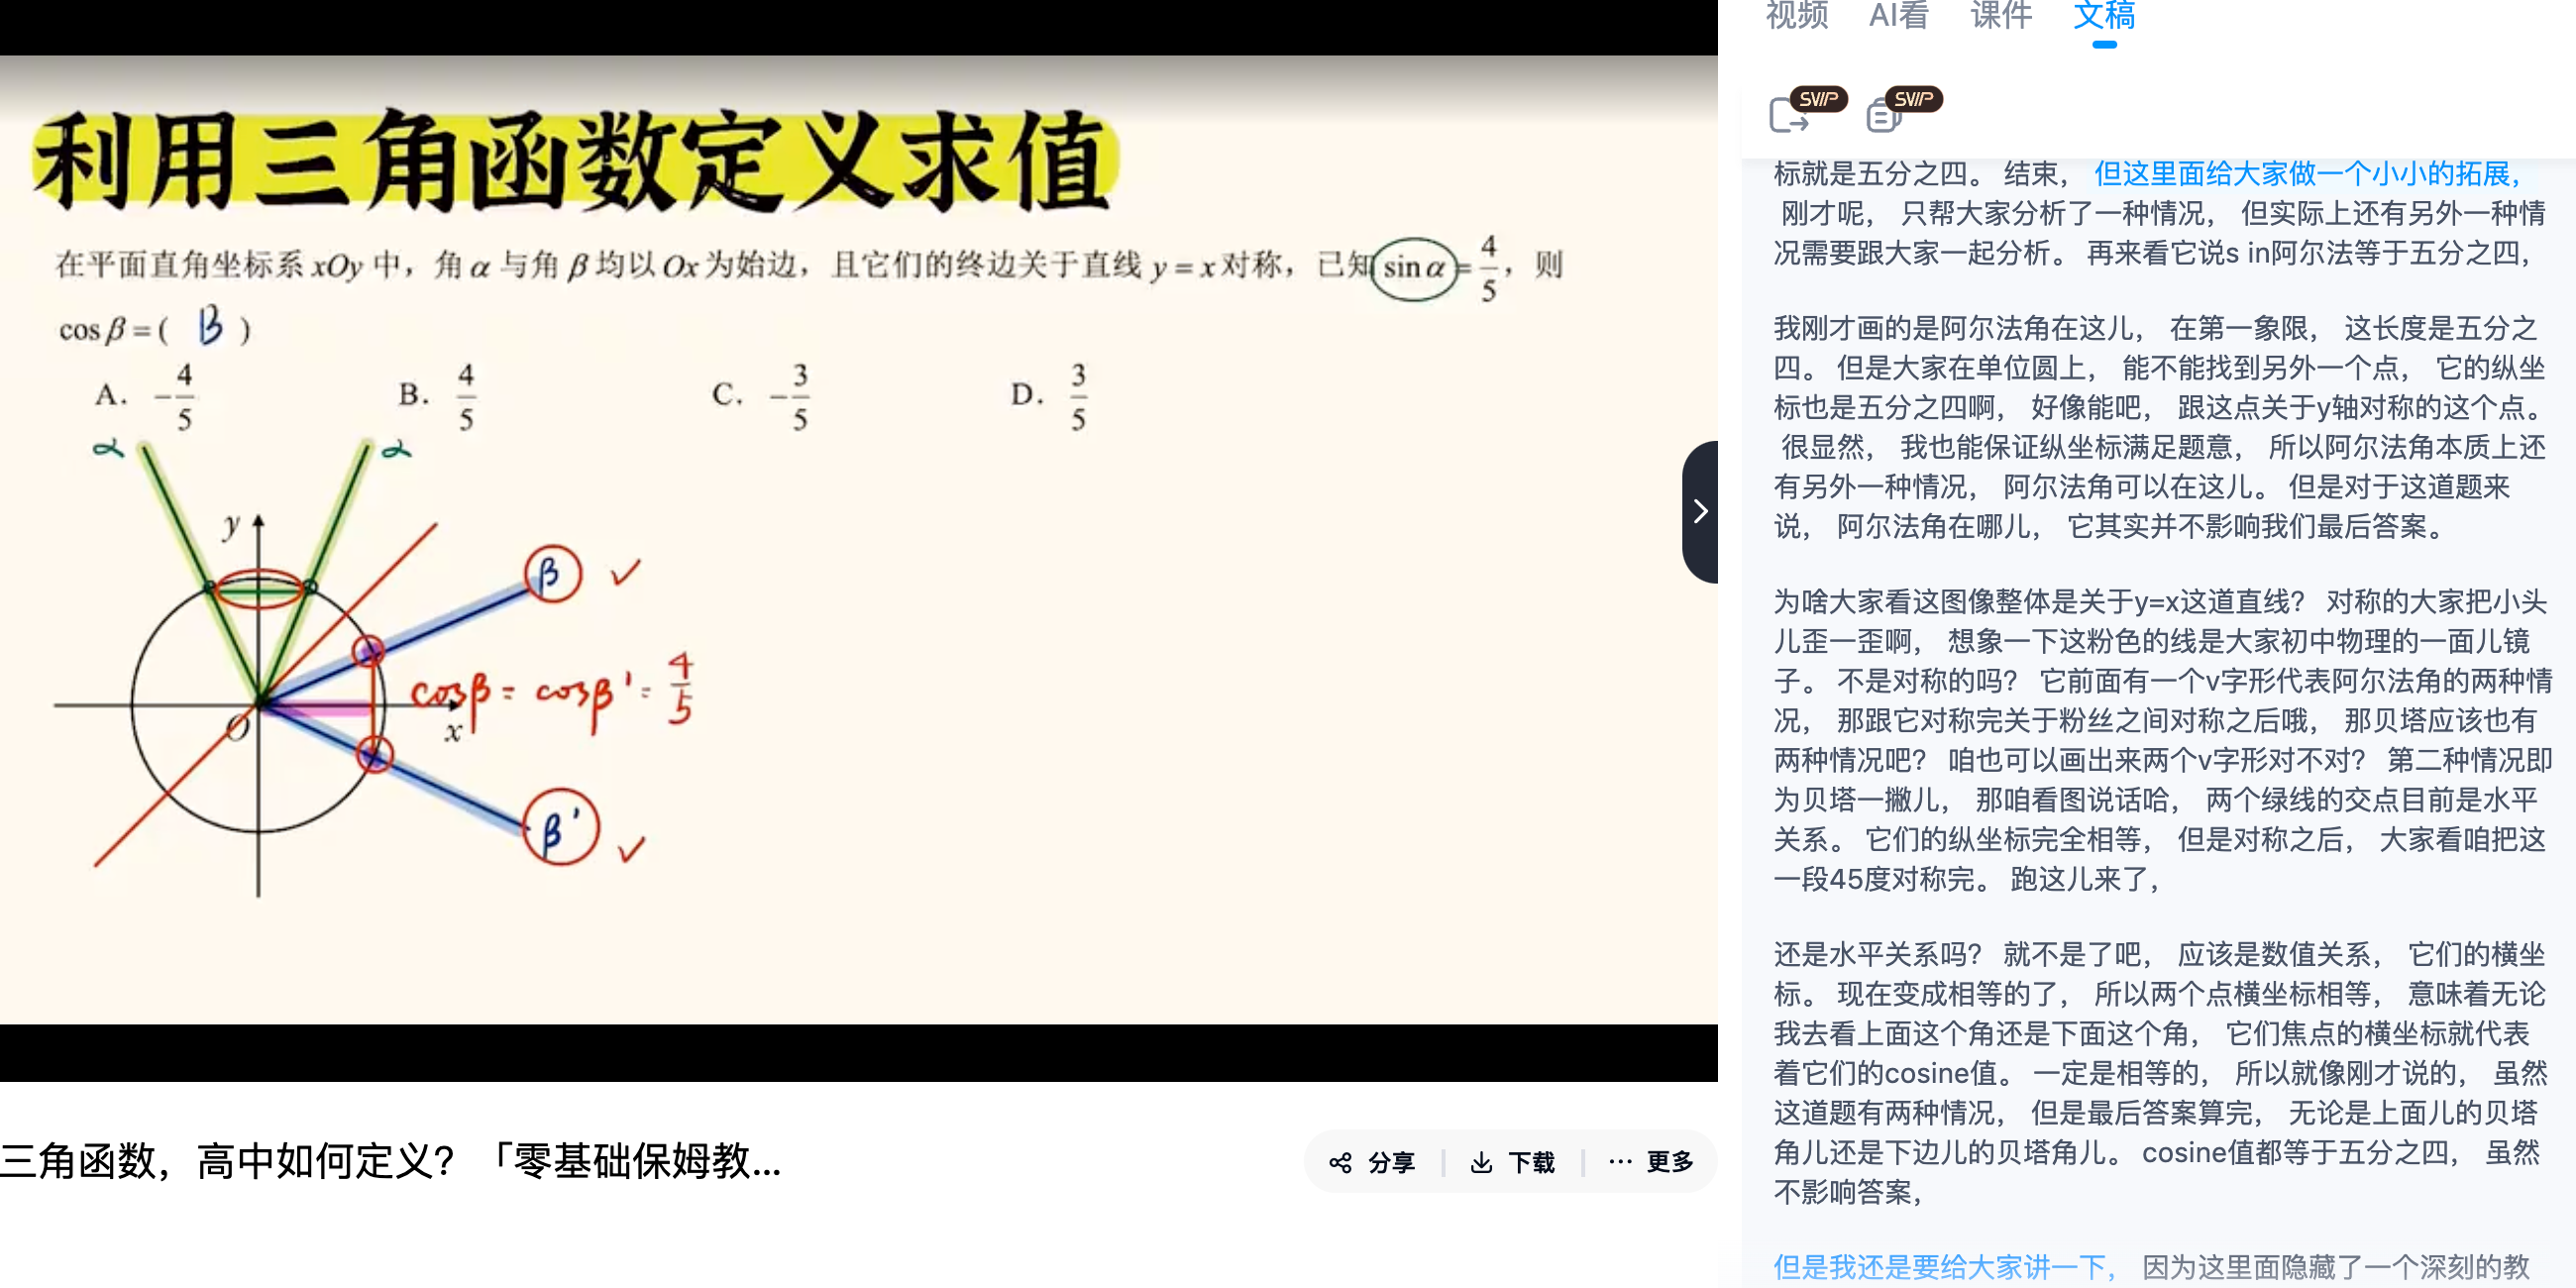 利用三角函数定义求值
在平面直角坐标系 xOy 中，角 α 与角 β 均以 Ox 为始边，且它们的终边关于直线 y = x 对称，已知 sin α = 4/5，则
cos β = ( B )
A. -4/5 B. 4/5 C. -3/5 D. 3/5
α α
y
β ✓
cosβ = cosβ' = 4/5
O x
β' ✓
三角函数，高中如何定义？「零基础保姆教...
分享 下载 更多
视频 AI看 课件 文稿
SVIP SVIP
标就是五分之四。 结束， 但这里面给大家做一个小小的拓展，
刚才呢， 只帮大家分析了一种情况， 但实际上还有另外一种情
况需要跟大家一起分析。 再来看它说s in阿尔法等于五分之四，
我刚才画的是阿尔法角在这儿， 在第一象限， 这长度是五分之
四。 但是大家在单位圆上， 能不能找到另外一个点， 它的纵坐
标也是五分之四啊， 好像能吧， 跟这点关于y轴对称的这个点。
很显然， 我也能保证纵坐标满足题意， 所以阿尔法角本质上还
有另外一种情况， 阿尔法角可以在这儿。 但是对于这道题来
说， 阿尔法角在哪儿， 它其实并不影响我们最后答案。
为啥大家看这图像整体是关于y=x这道直线？ 对称的大家把小头
儿歪一歪啊， 想象一下这粉色的线是大家初中物理的一面儿镜
子。 不是对称的吗？ 它前面有一个v字形代表阿尔法角的两种情
况， 那跟它对称完关于粉丝之间对称之后哦， 那贝塔应该也有
两种情况吧？ 咱也可以画出来两个v字形对不对？ 第二种情况即
为贝塔一撇儿， 那咱看图说话哈， 两个绿线的交点目前是水平
关系。 它们的纵坐标完全相等， 但是对称之后， 大家看咱把这
一段45度对称完。 跑这儿来了，
还是水平关系吗？ 就不是了吧， 应该是数值关系， 它们的横坐
标。 现在变成相等的了， 所以两个点横坐标相等， 意味着无论
我去看上面这个角还是下面这个角， 它们焦点的横坐标就代表
着它们的cosine值。 一定是相等的， 所以就像刚才说的， 虽然
这道题有两种情况， 但是最后答案算完， 无论是上面儿的贝塔
角儿还是下边儿的贝塔角儿。 cosine值都等于五分之四， 虽然
不影响答案，
但是我还是要给大家讲一下， 因为这里面隐藏了一个深刻的教